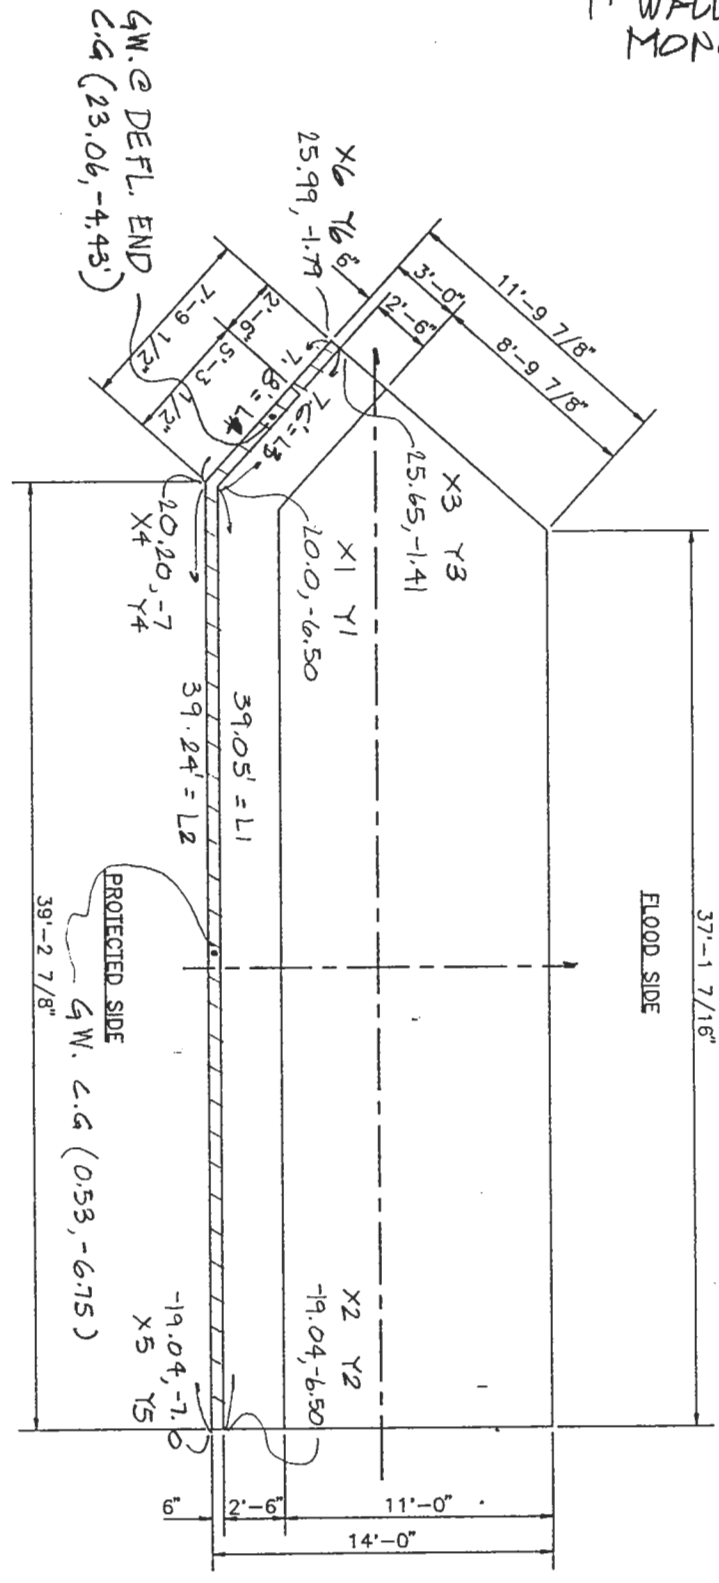 MON
GW. @ DEFL. END
C.G (23.06, -4.43')
X6 Y6
25.99, -1.79
6"
3'-0"
2'-6"
11'-9 7/8"
8'-9 7/8"
7'-9 1/2"
2'-6"
5'-3 1/2"
7.18' = L4
7.6' = L3
X3 Y3
25.65, -1.41
X1 Y1
20.0, -6.50
20.20, -7
X4 Y4
39.05' = L1
39.24' = L2
FLOOD SIDE
37'-1 7/16"
PROTECTED SIDE
39'-2 7/8"
GW. C.G (0.53, -6.75)
X2 Y2
-19.04, -6.50
-19.04, -7.0
X5 Y5
6"
2'-6"
11'-0"
14'-0"